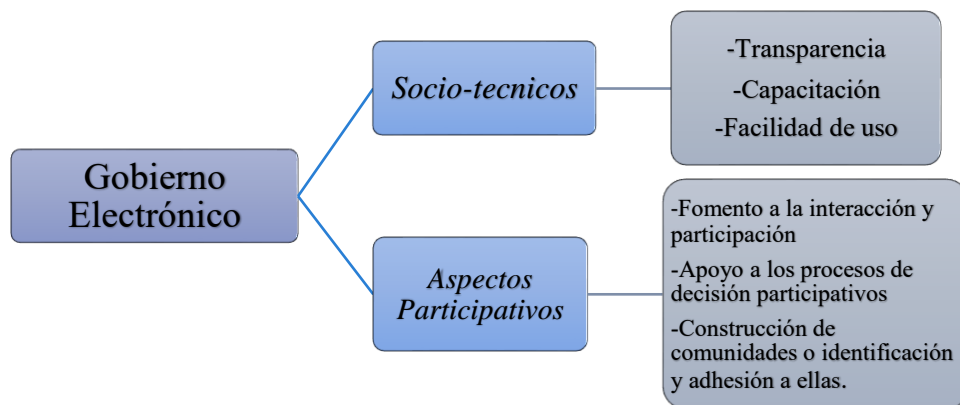 Gobierno
Electrónico
Socio-tecnicos
-Transparencia
-Capacitación
-Facilidad de uso
Aspectos
Participativos
-Fomento a la interacción y
participación
-Apoyo a los procesos de
decisión participativos
-Construcción de
comunidades o identificación
y adhesión a ellas.